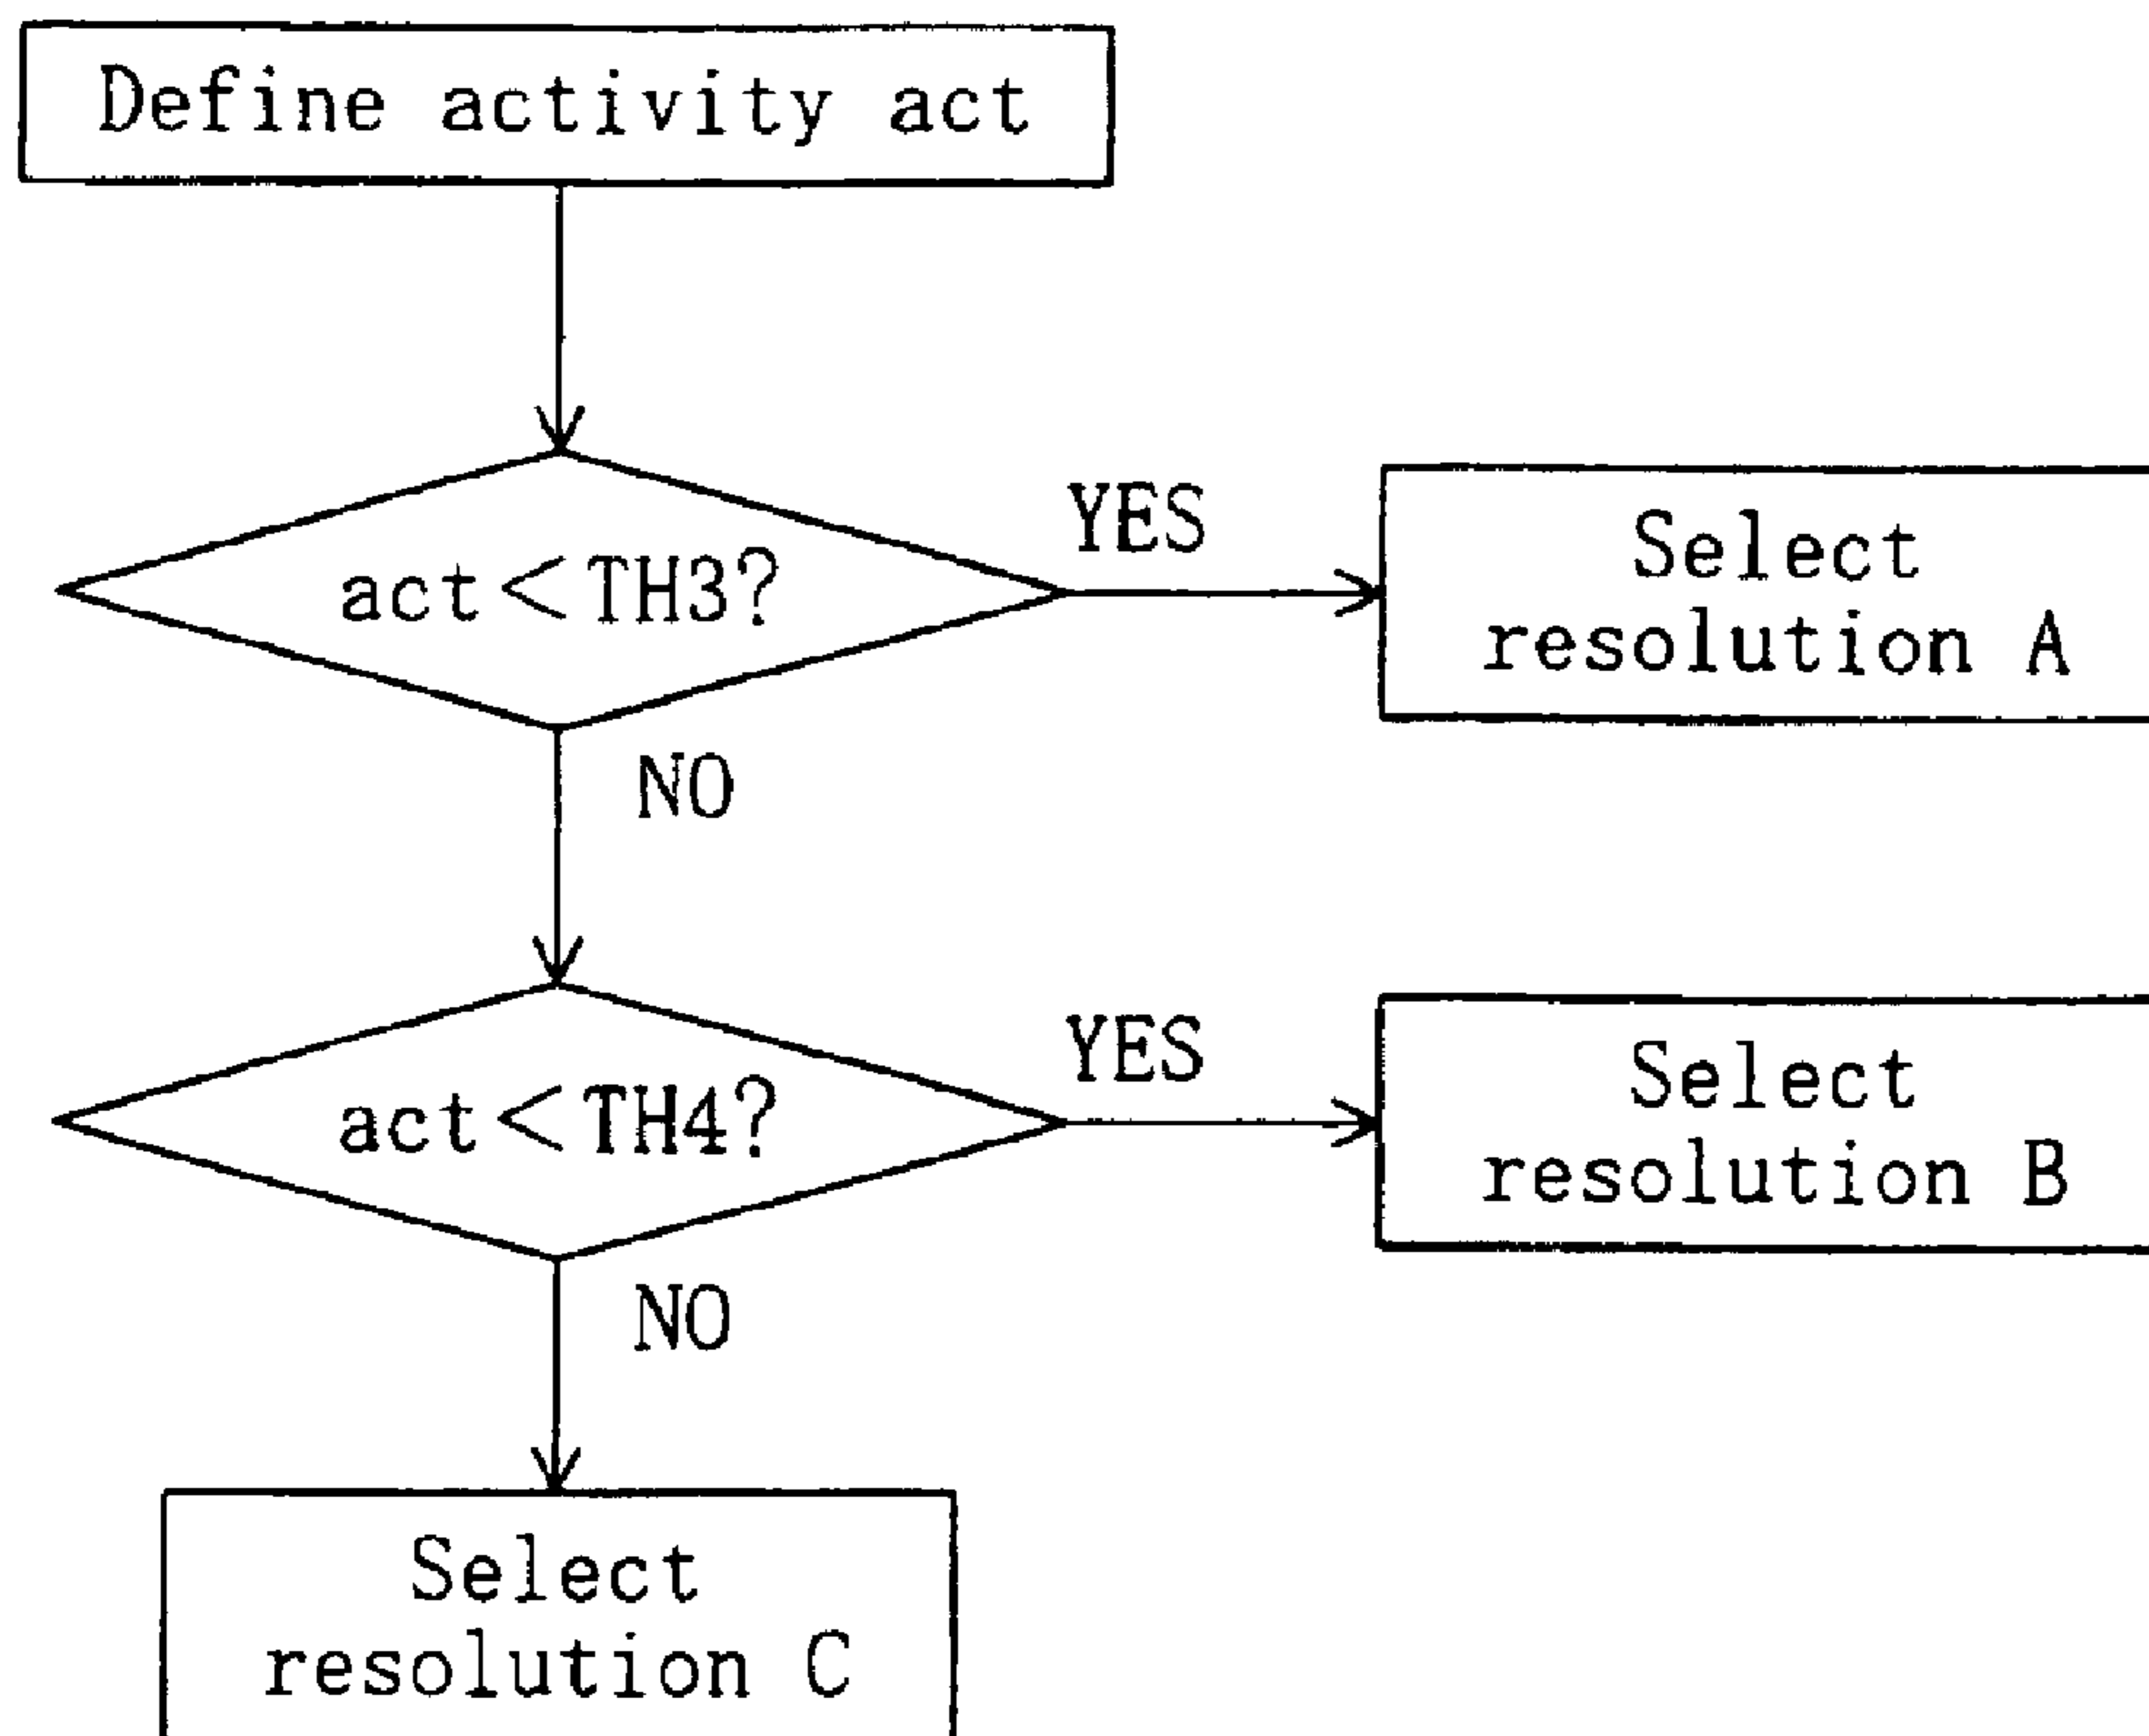 Define activity act
act<TH3?
YES
Select
resolution A
NO
act<TH4?
YES
Select
resolution B
NO
Select
resolution C